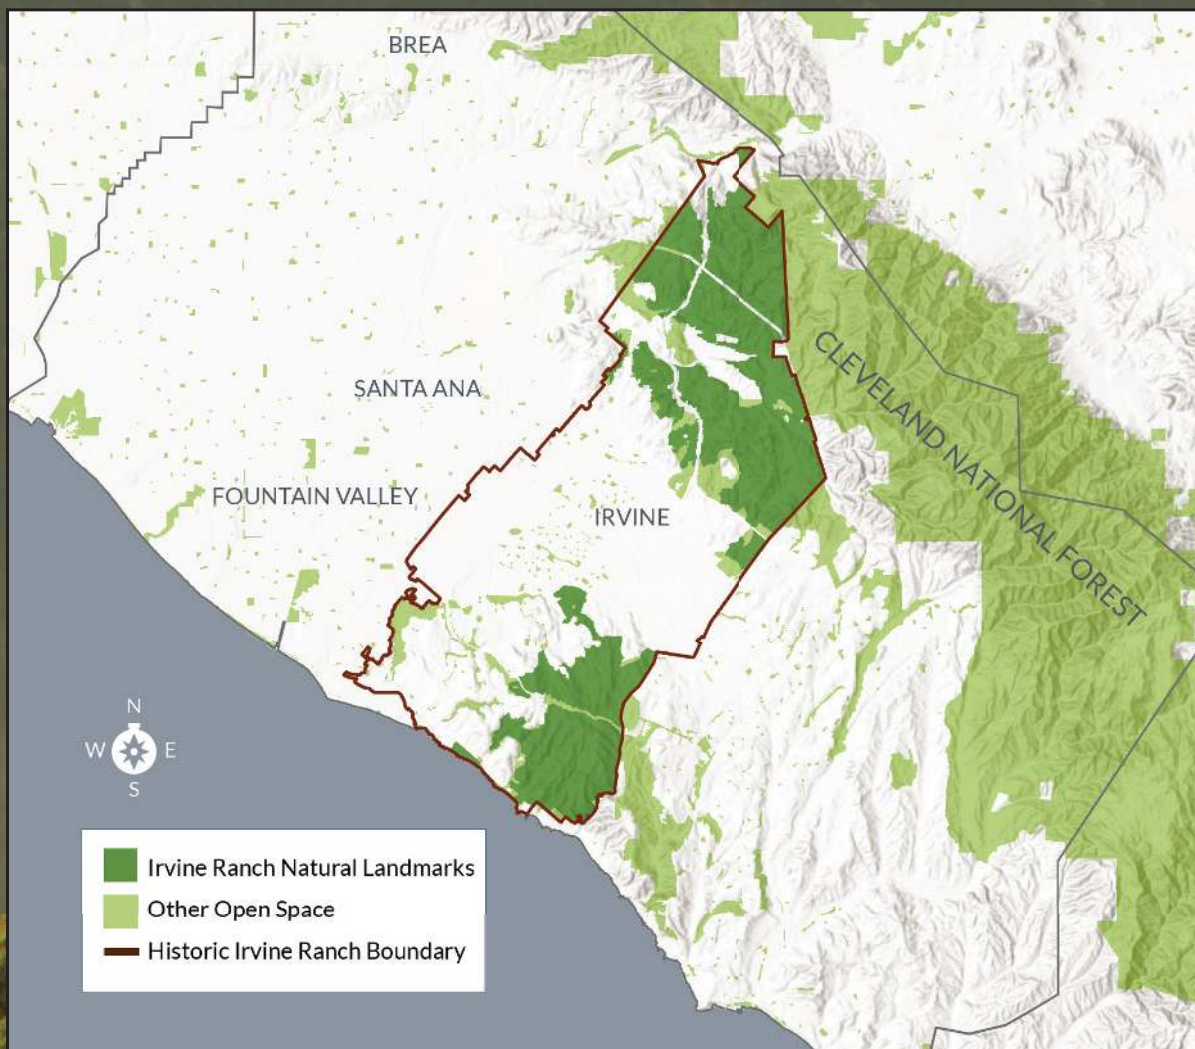 BREA
SANTA ANA
CLEVELAND NATIONAL FOREST
FOUNTAIN VALLEY
IRVINE
N
W E
S
Irvine Ranch Natural Landmarks
Other Open Space
Historic Irvine Ranch Boundary